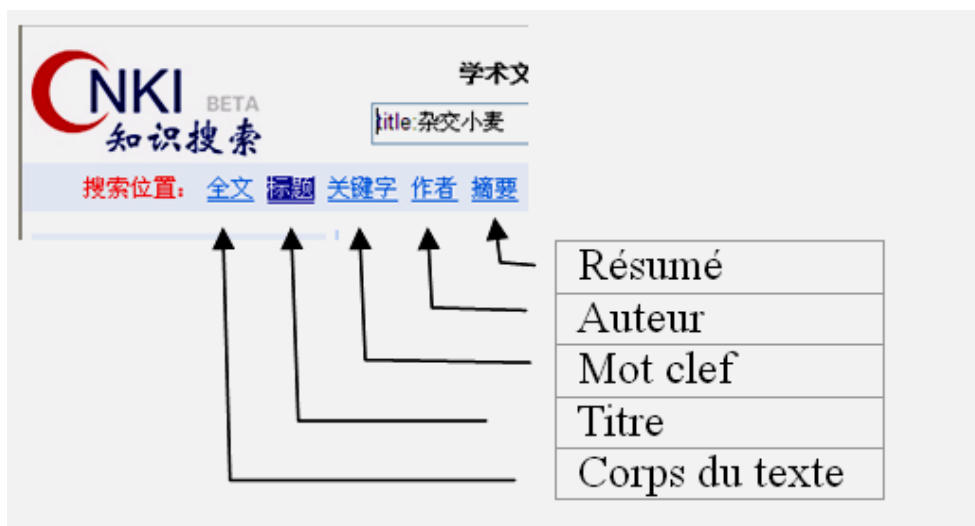 CNKI BETA
知识搜索
学术文
title:杂交小麦
搜索位置： 全文 标题 关键字 作者 摘要
Résumé
Auteur
Mot clef
Titre
Corps du texte